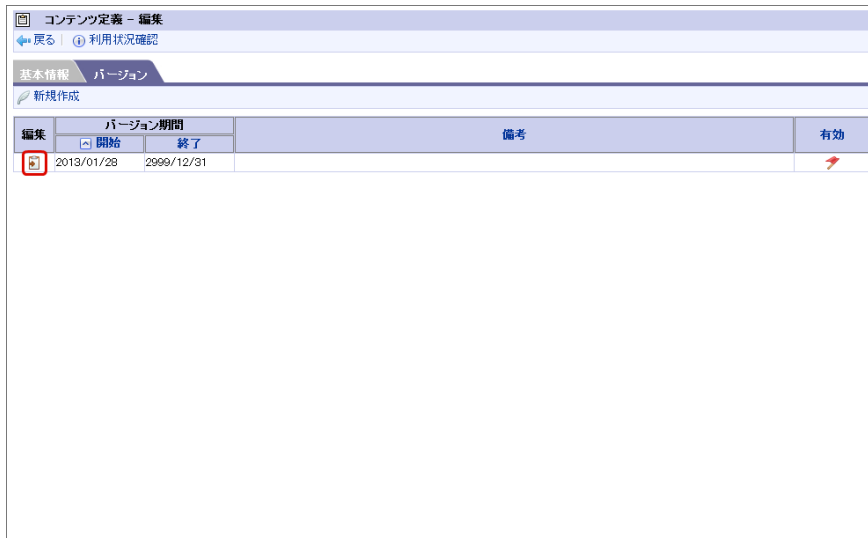 コンテンツ定義 - 編集
戻る 利用状況確認
基本情報 バージョン
新規作成
編集 バージョン期間 備考 有効
開始 終了
2013/01/28 2999/12/31